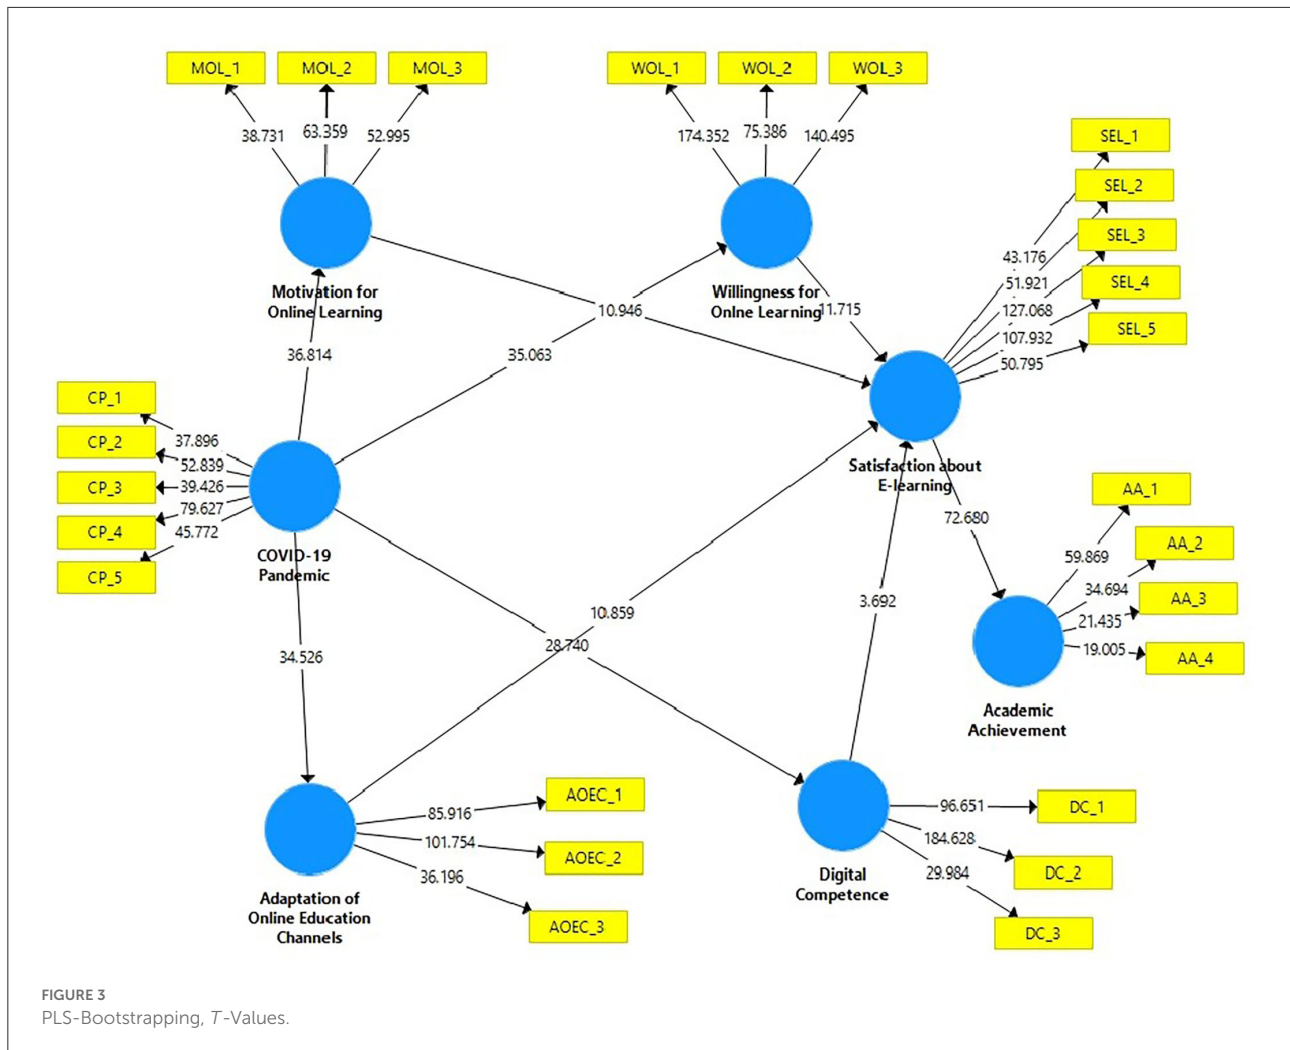 MOL_1
MOL_2
MOL_3
WOL_1
WOL_2
WOL_3
38.731
63.359
52.995
174.352
75.386
140.495
SEL_1
SEL_2
SEL_3
SEL_4
SEL_5
43.176
51.921
127.068
107.932
50.795
Motivation for
Online Learning
Willingness for
Onlne Learning
10.946
11.715
36.814
35.063
CP_1
CP_2
CP_3
CP_4
CP_5
37.896
52.839
39.426
79.627
45.772
COVID-19
Pandemic
Satisfaction about
E-learning
72.680
AA_1
AA_2
AA_3
AA_4
59.869
34.694
21.435
19.005
Academic
Achievement
10.859
3.692
28.740
34.526
Adaptation of
Online Education
Channels
85.916
101.754
36.196
AOEC_1
AOEC_2
AOEC_3
Digital
Competence
96.651
184.628
29.984
DC_1
DC_2
DC_3
FIGURE 3
PLS-Bootstrapping, T-Values.